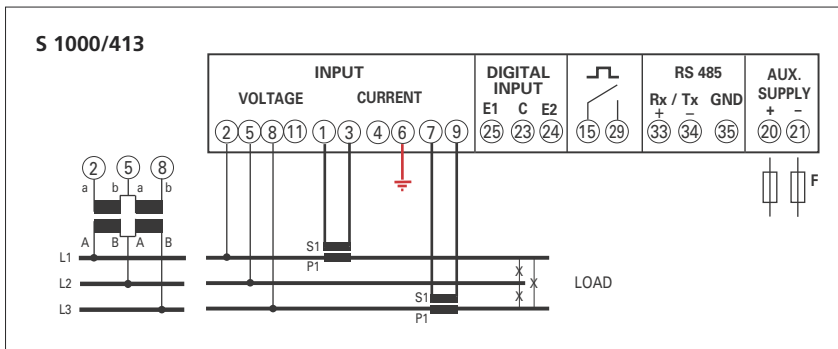 S 1000/413
INPUT
DIGITAL
INPUT
RS 485
AUX.
SUPPLY
VOLTAGE
CURRENT
E1 C E2
Rx / Tx GND
+ −
+ −
2 5 8 11 1 3 4 6 7 9 25 23 24 15 29 33 34 35 20 21
2 5 8
a b a b
F
A B A B
L1
L2
L3
S1
P1
S1
P1
X
X
X
LOAD